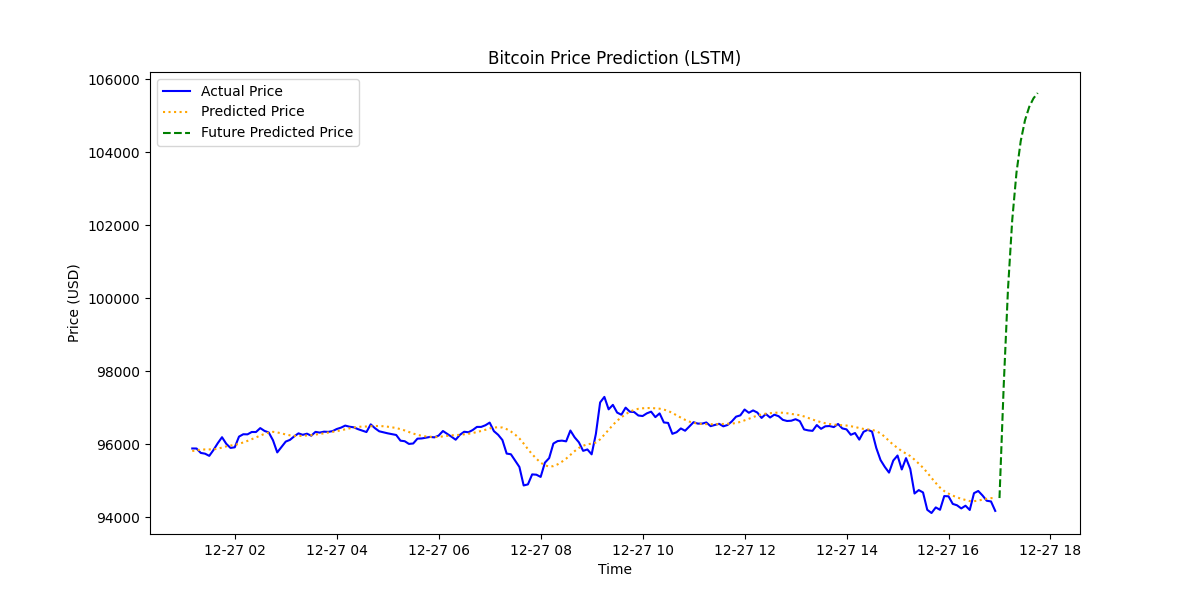 Bitcoin Price Prediction (LSTM)
106000
104000
102000
100000
98000
96000
94000
Price (USD)
Actual Price
Predicted Price
Future Predicted Price
12-27 02
12-27 04
12-27 06
12-27 08
12-27 10
12-27 12
12-27 14
12-27 16
12-27 18
Time